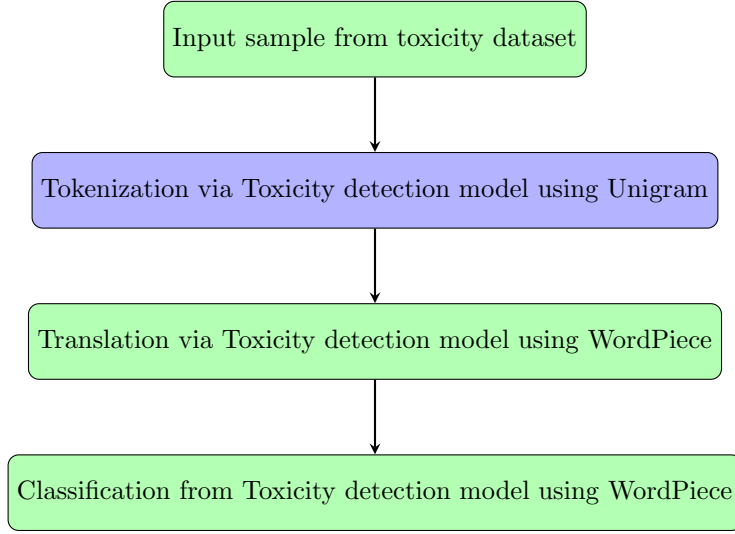 Input sample from toxicity dataset
Tokenization via Toxicity detection model using Unigram
Translation via Toxicity detection model using WordPiece
Classification from Toxicity detection model using WordPiece